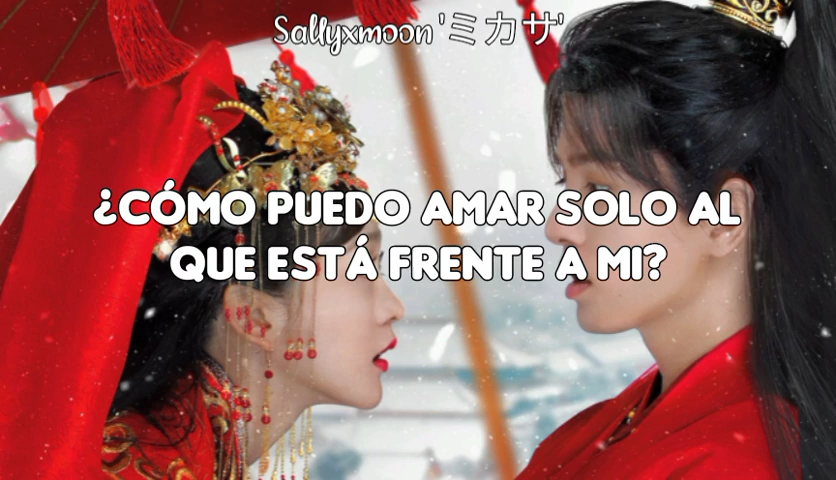 Sallyxmoon 'ミカサ'
¿CÓMO PUEDO AMAR SOLO AL
QUE ESTÁ FRENTE A MI?